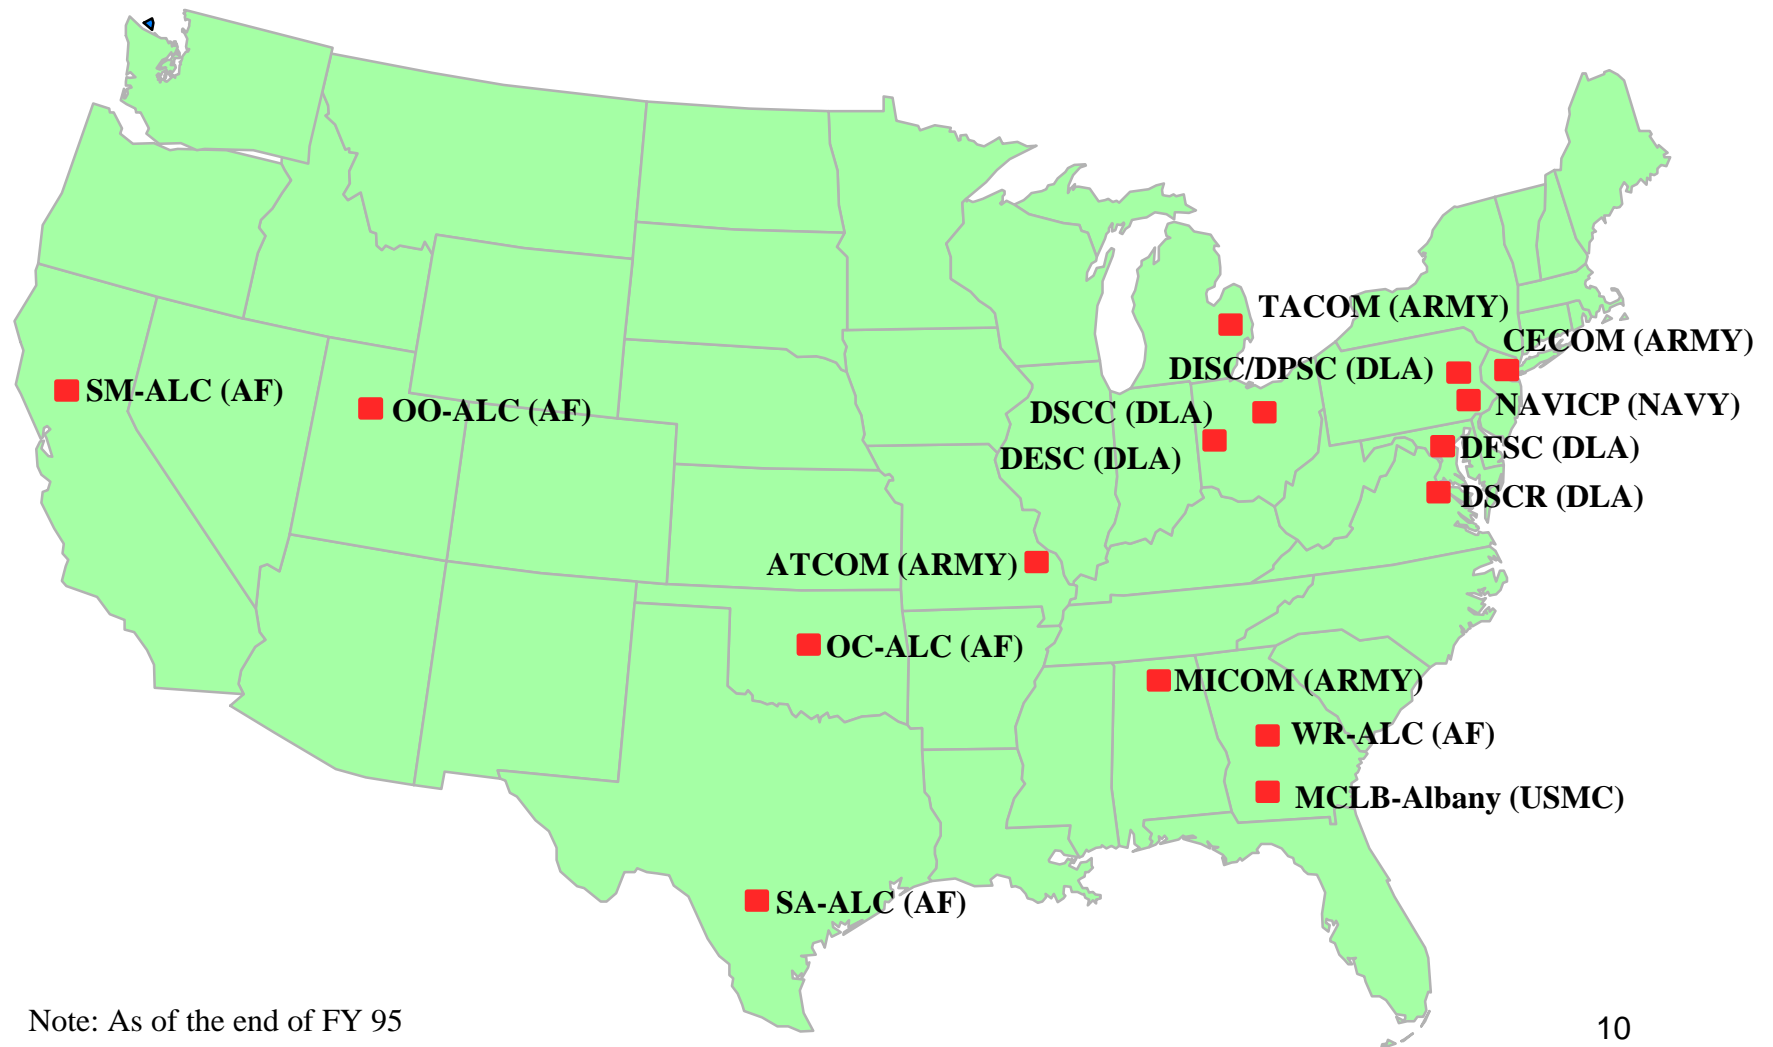 TACOM (ARMY)
CECOM (ARMY)
DISC/DPSC (DLA)
SM-ALC (AF)
OO-ALC (AF)
DSCC (DLA)
NAVICP (NAVY)
DESC (DLA)
DFSC (DLA)
DSCR (DLA)
ATCOM (ARMY)
OC-ALC (AF)
MICOM (ARMY)
WR-ALC (AF)
MCLB-Albany (USMC)
SA-ALC (AF)
Note: As of the end of FY 95
10